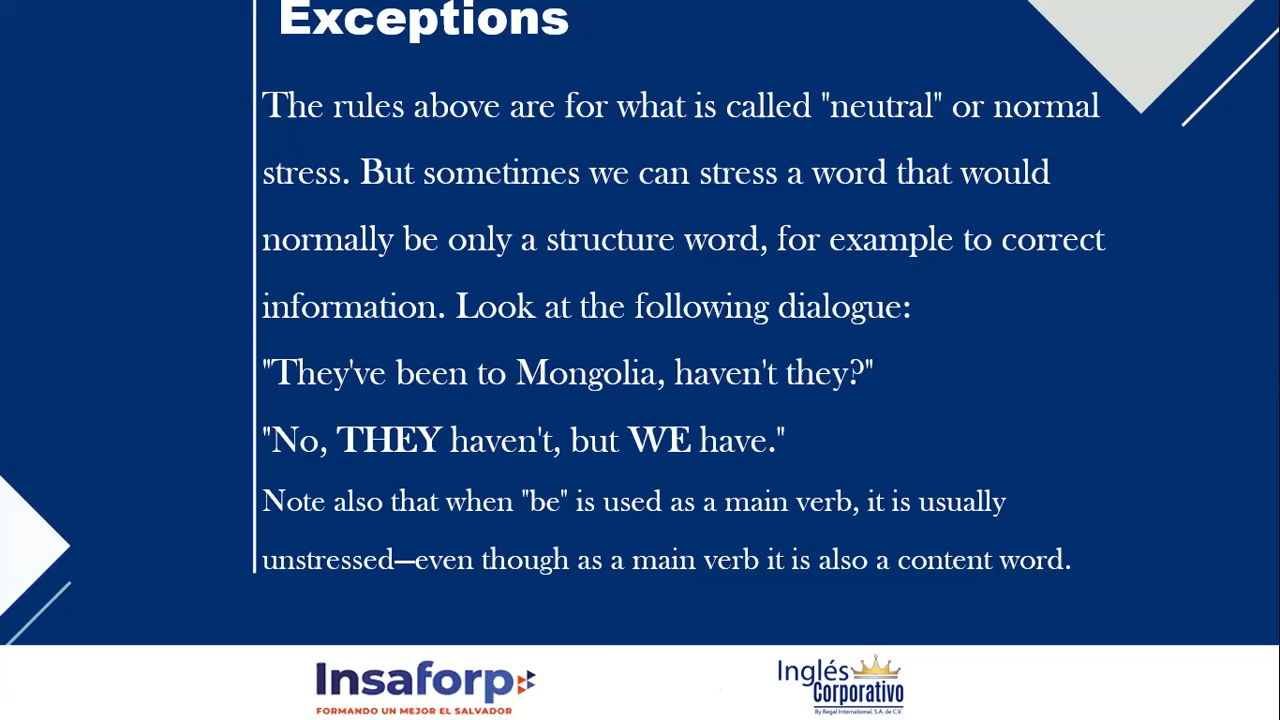 Exceptions
The rules above are for what is called "neutral" or normal
stress. But sometimes we can stress a word that would
normally be only a structure word, for example to correct
information. Look at the following dialogue:
"They've been to Mongolia, haven't they?"
"No, THEY haven't, but WE have."
Note also that when "be" is used as a main verb, it is usually
unstressed—even though as a main verb it is also a content word.
Insaforp
FORMANDO UN MEJOR EL SALVADOR
Inglés
Corporativo
By Regal International, S.A. de C.V.